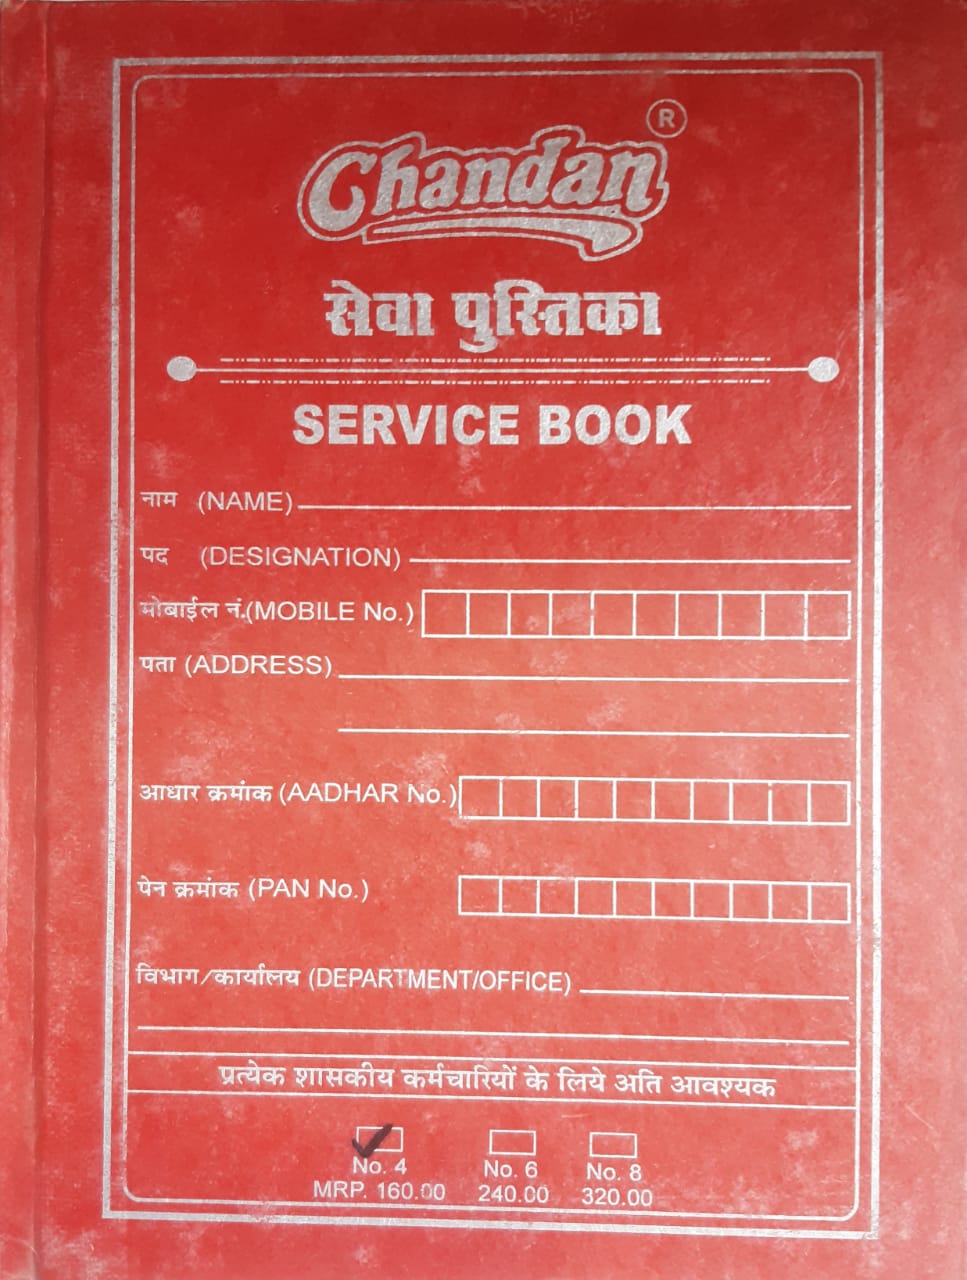 Chandan ®
सेवा पुस्तिका
SERVICE BOOK
नाम (NAME)
पद (DESIGNATION)
मोबाईल नं.(MOBILE No.)
पता (ADDRESS)
आधार क्रमांक (AADHAR No.)
पेन क्रमांक (PAN No.)
विभाग/कार्यालय (DEPARTMENT/OFFICE)
प्रत्येक शासकीय कर्मचारियों के लिये अति आवश्यक
No. 4 No. 6 No. 8
MRP. 160.00 240.00 320.00